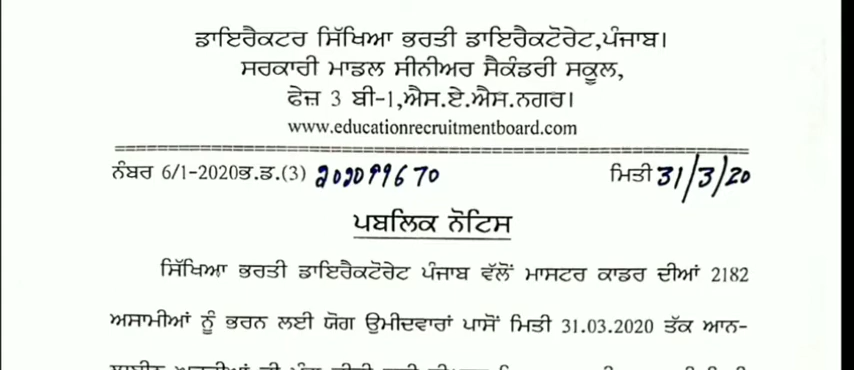 ਡਾਇਰੈਕਟਰ ਸਿੱਖਿਆ ਭਰਤੀ ਡਾਇਰੈਕਟੋਰੇਟ,ਪੰਜਾਬ।
ਸਰਕਾਰੀ ਮਾਡਲ ਸੀਨੀਅਰ ਸੈਕੰਡਰੀ ਸਕੂਲ,
ਫੇਜ਼ 3 ਬੀ-1,ਐਸ.ਏ.ਐਸ.ਨਗਰ।
www.educationrecruitmentboard.com
ਨੰਬਰ 6/1-2020ਭ.ਡ.(3) 202099670 ਮਿਤੀ 31/3/20
ਪਬਲਿਕ ਨੋਟਿਸ
ਸਿੱਖਿਆ ਭਰਤੀ ਡਾਇਰੈਕਟੋਰੇਟ ਪੰਜਾਬ ਵੱਲੋਂ ਮਾਸਟਰ ਕਾਡਰ ਦੀਆਂ 2182
ਅਸਾਮੀਆਂ ਨੂੰ ਭਰਨ ਲਈ ਯੋਗ ਉਮੀਦਵਾਰਾਂ ਪਾਸੋਂ ਮਿਤੀ 31.03.2020 ਤੱਕ ਆਨ-